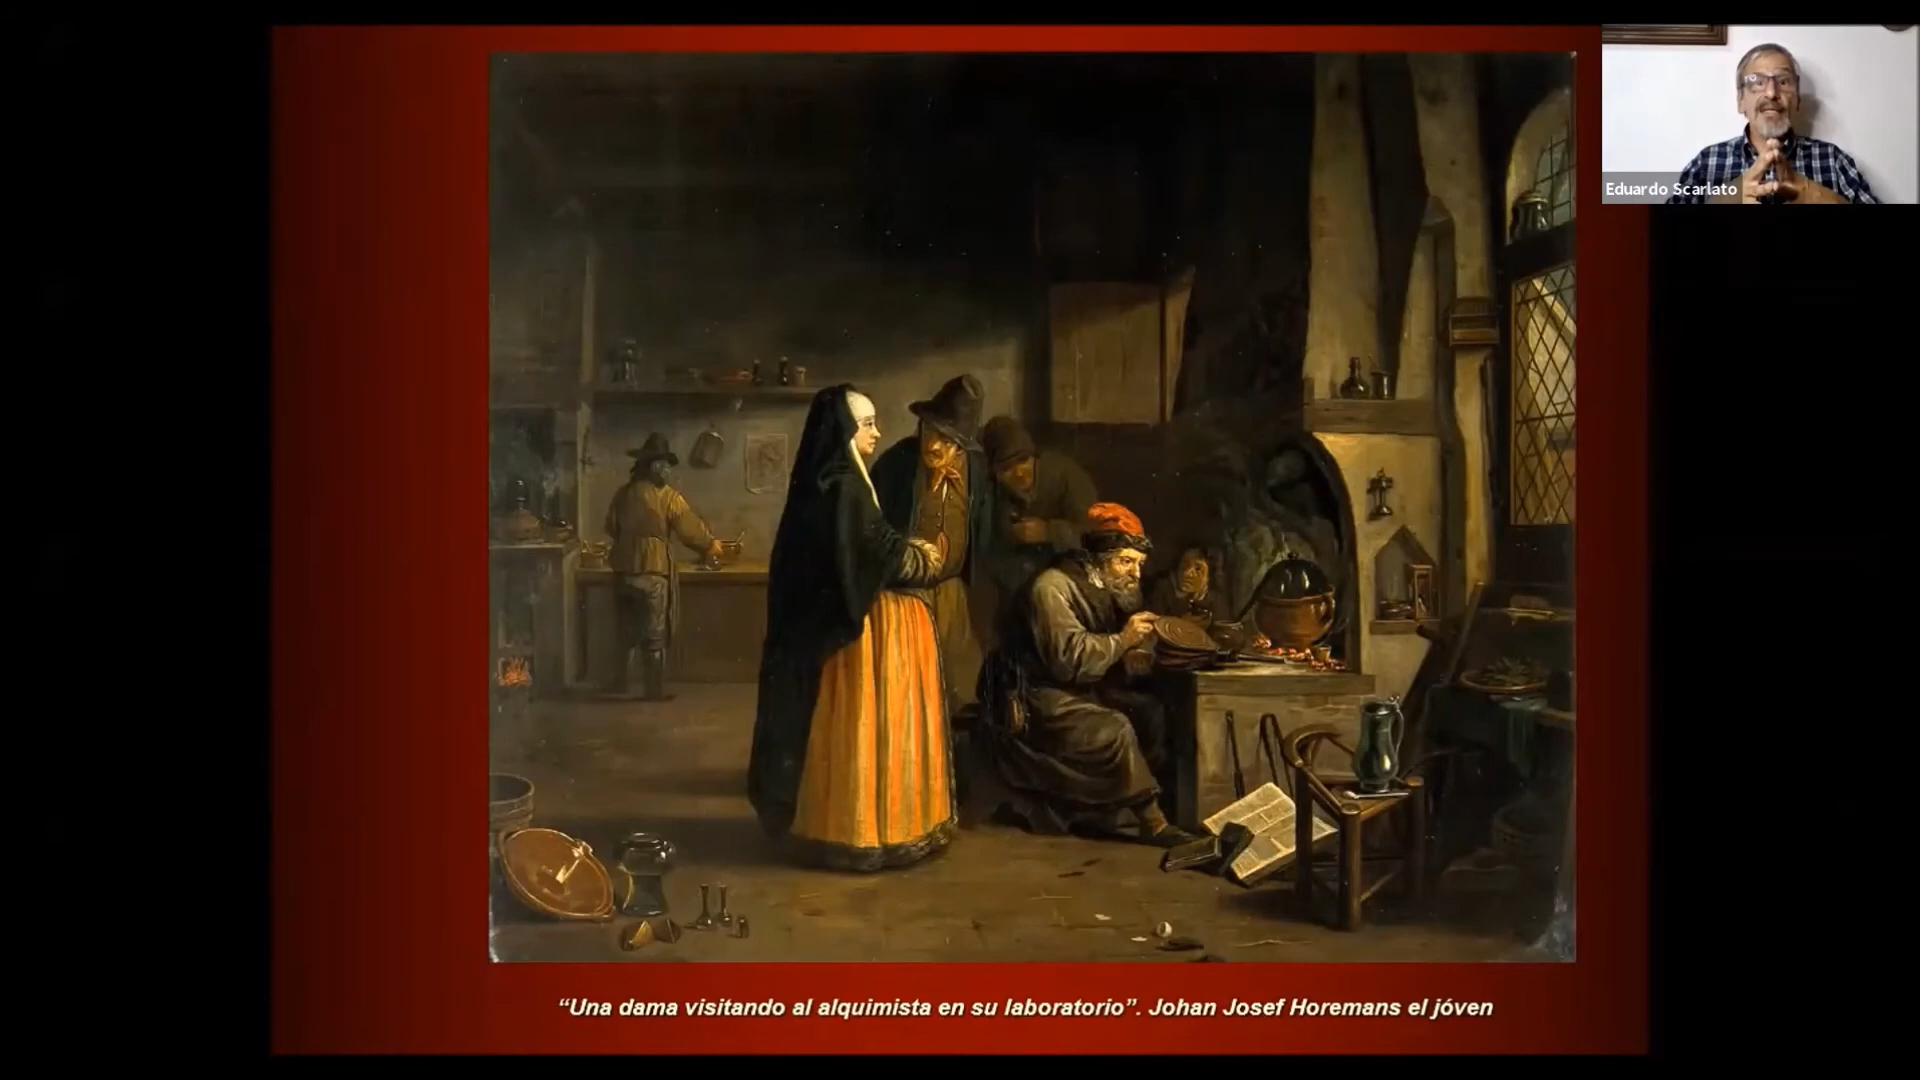 Eduardo Scarlato
“Una dama visitando al alquimista en su laboratorio”. Johan Josef Horemans el jóven